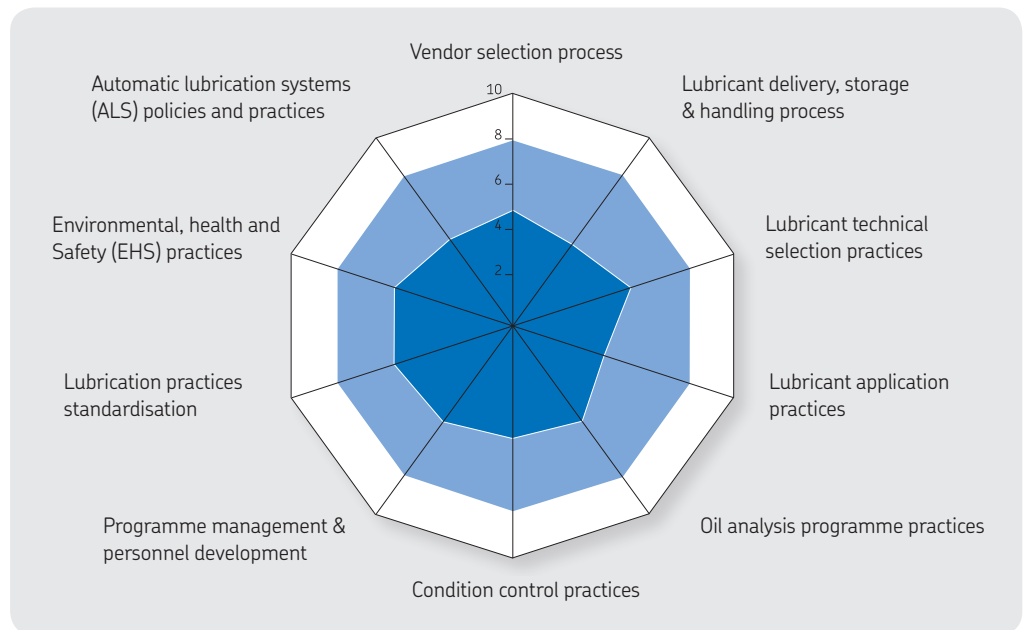 Vendor selection process
Automatic lubrication systems
(ALS) policies and practices
Lubricant delivery, storage
& handling process
10
8
6
4
2
Environmental, health and
Safety (EHS) practices
Lubricant technical
selection practices
Lubrication practices
standardisation
Lubricant application
practices
Programme management &
personnel development
Oil analysis programme practices
Condition control practices